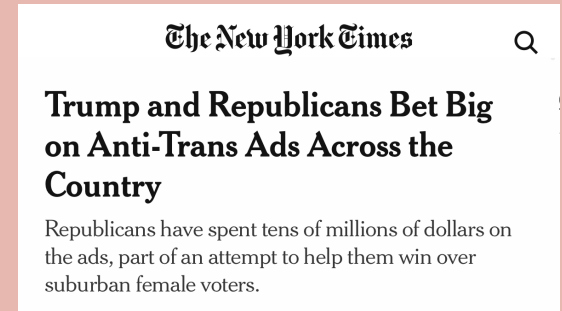 The New York Times
Trump and Republicans Bet Big
on Anti-Trans Ads Across the
Country
Republicans have spent tens of millions of dollars on
the ads, part of an attempt to help them win over
suburban female voters.